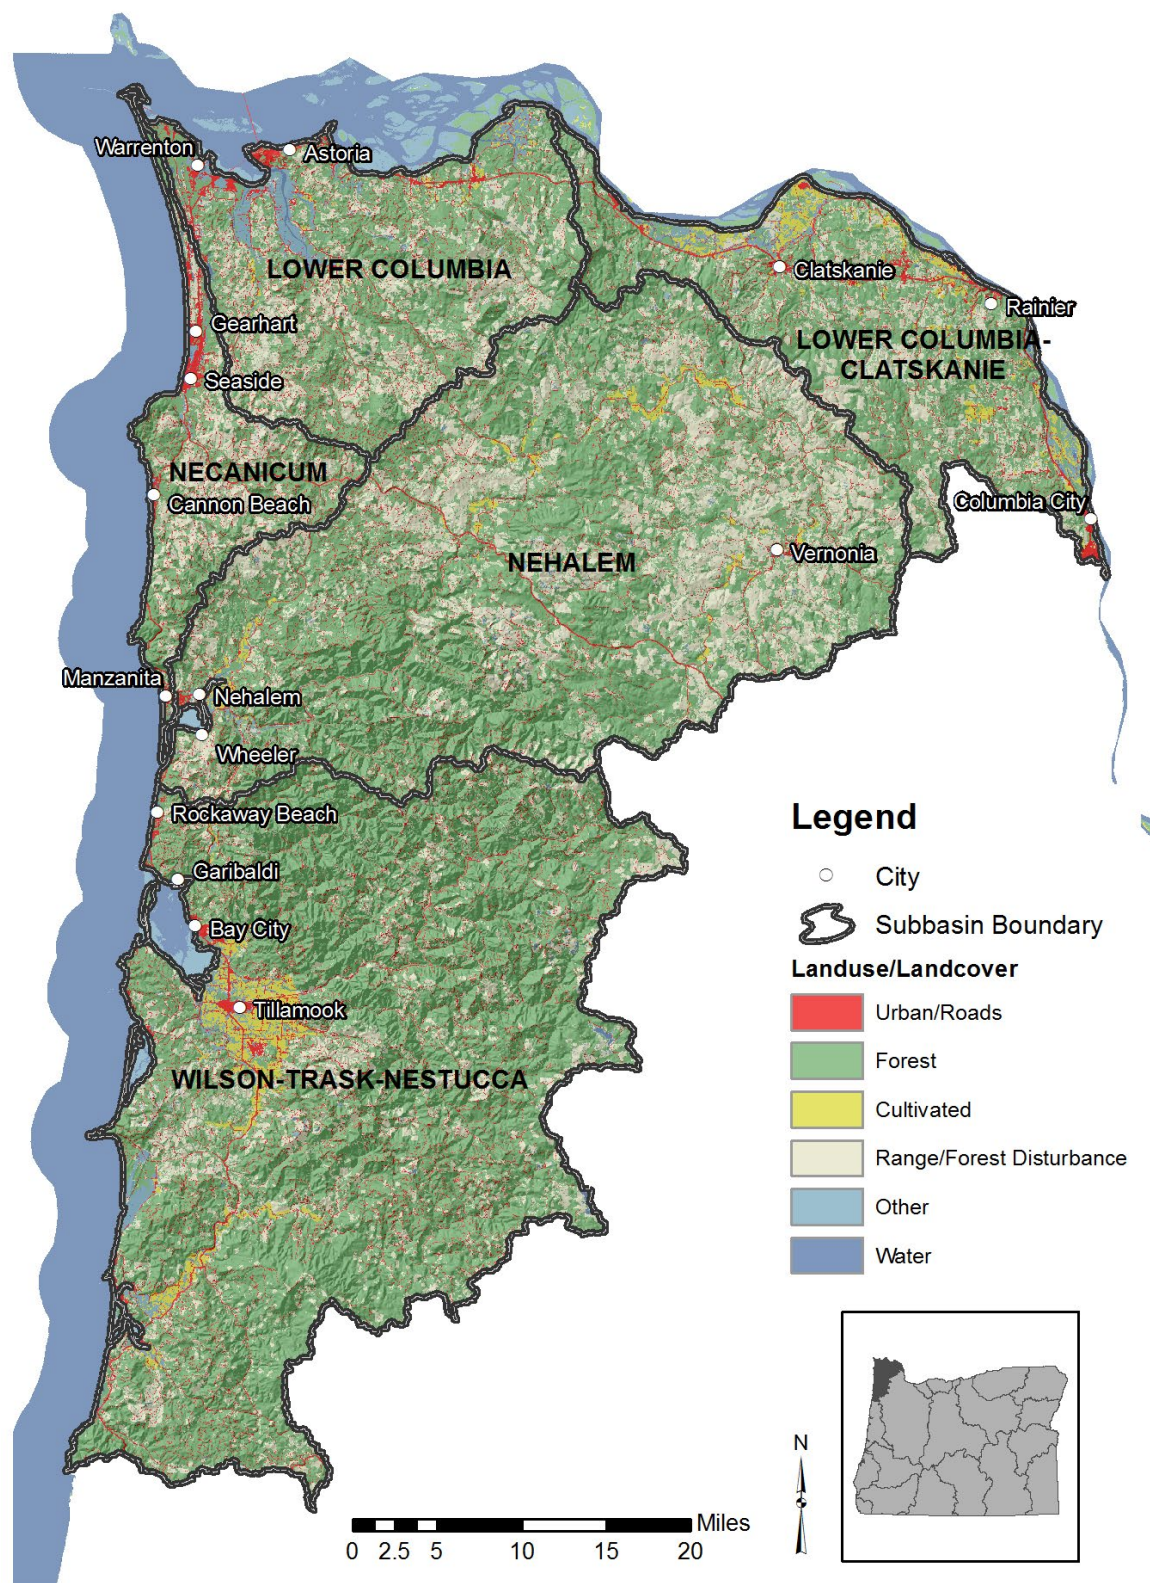 Warrenton
Astoria
LOWER COLUMBIA
Clatskanie
Rainier
Gearhart
LOWER COLUMBIA-
CLATSKANIE
Seaside
NECANICUM
Cannon Beach
Columbia City
NEHALEM
Vernonia
Manzanita
Nehalem
Wheeler
Rockaway Beach
Garibaldi
Bay City
Tillamook
WILSON-TRASK-NESTUCCA
Legend
City
Subbasin Boundary
Landuse/Landcover
Urban/Roads
Forest
Cultivated
Range/Forest Disturbance
Other
Water
N
Miles
0 2.5 5 10 15 20